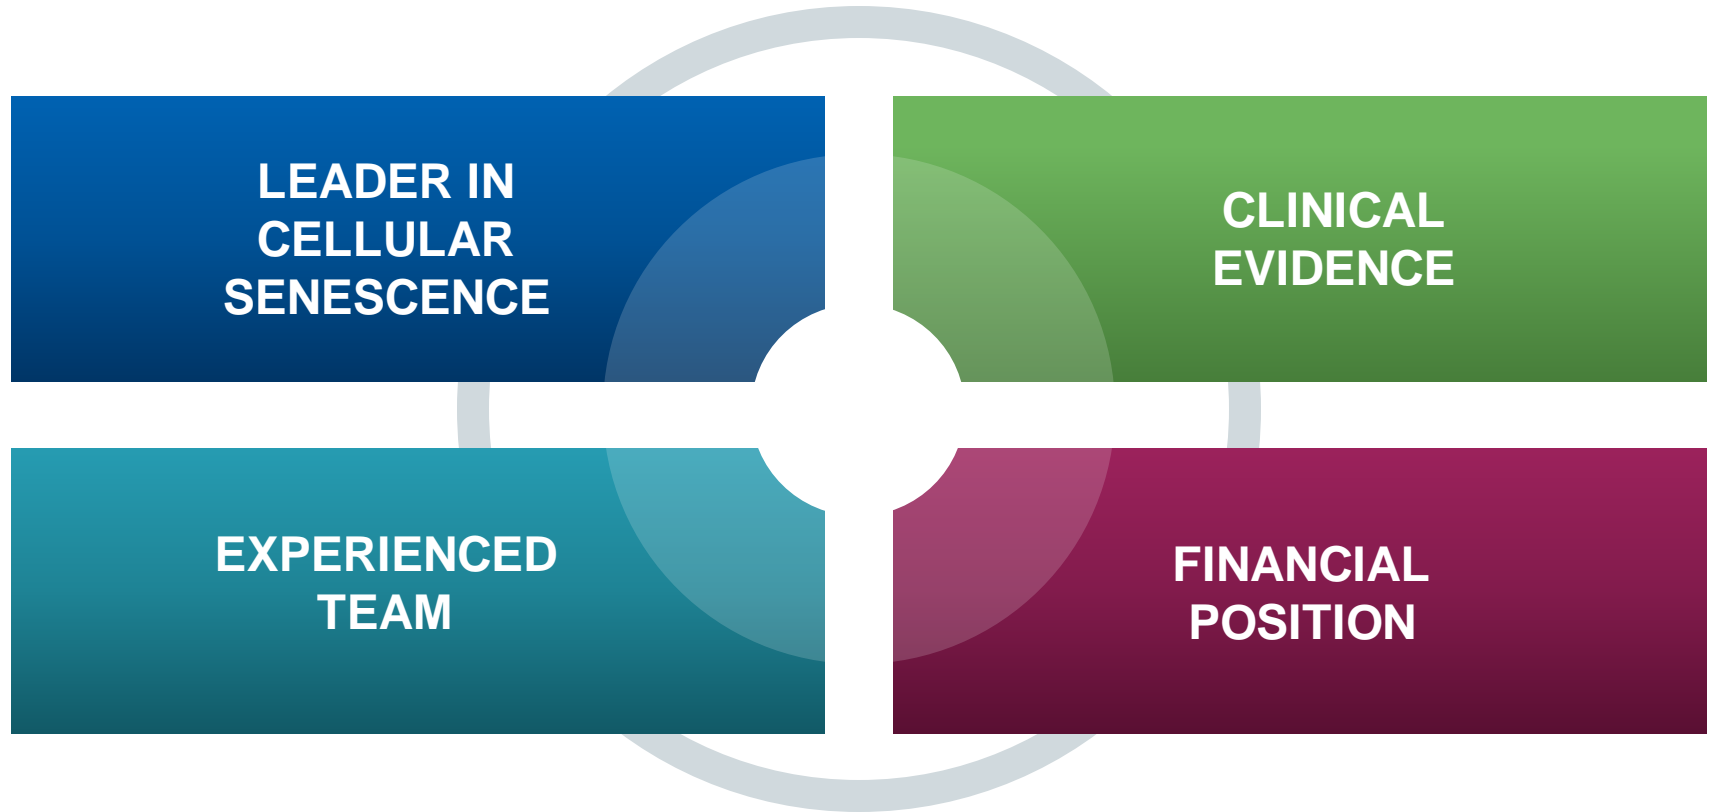 LEADER IN
CELLULAR
SENESCENCE
CLINICAL
EVIDENCE
EXPERIENCED
TEAM
FINANCIAL
POSITION